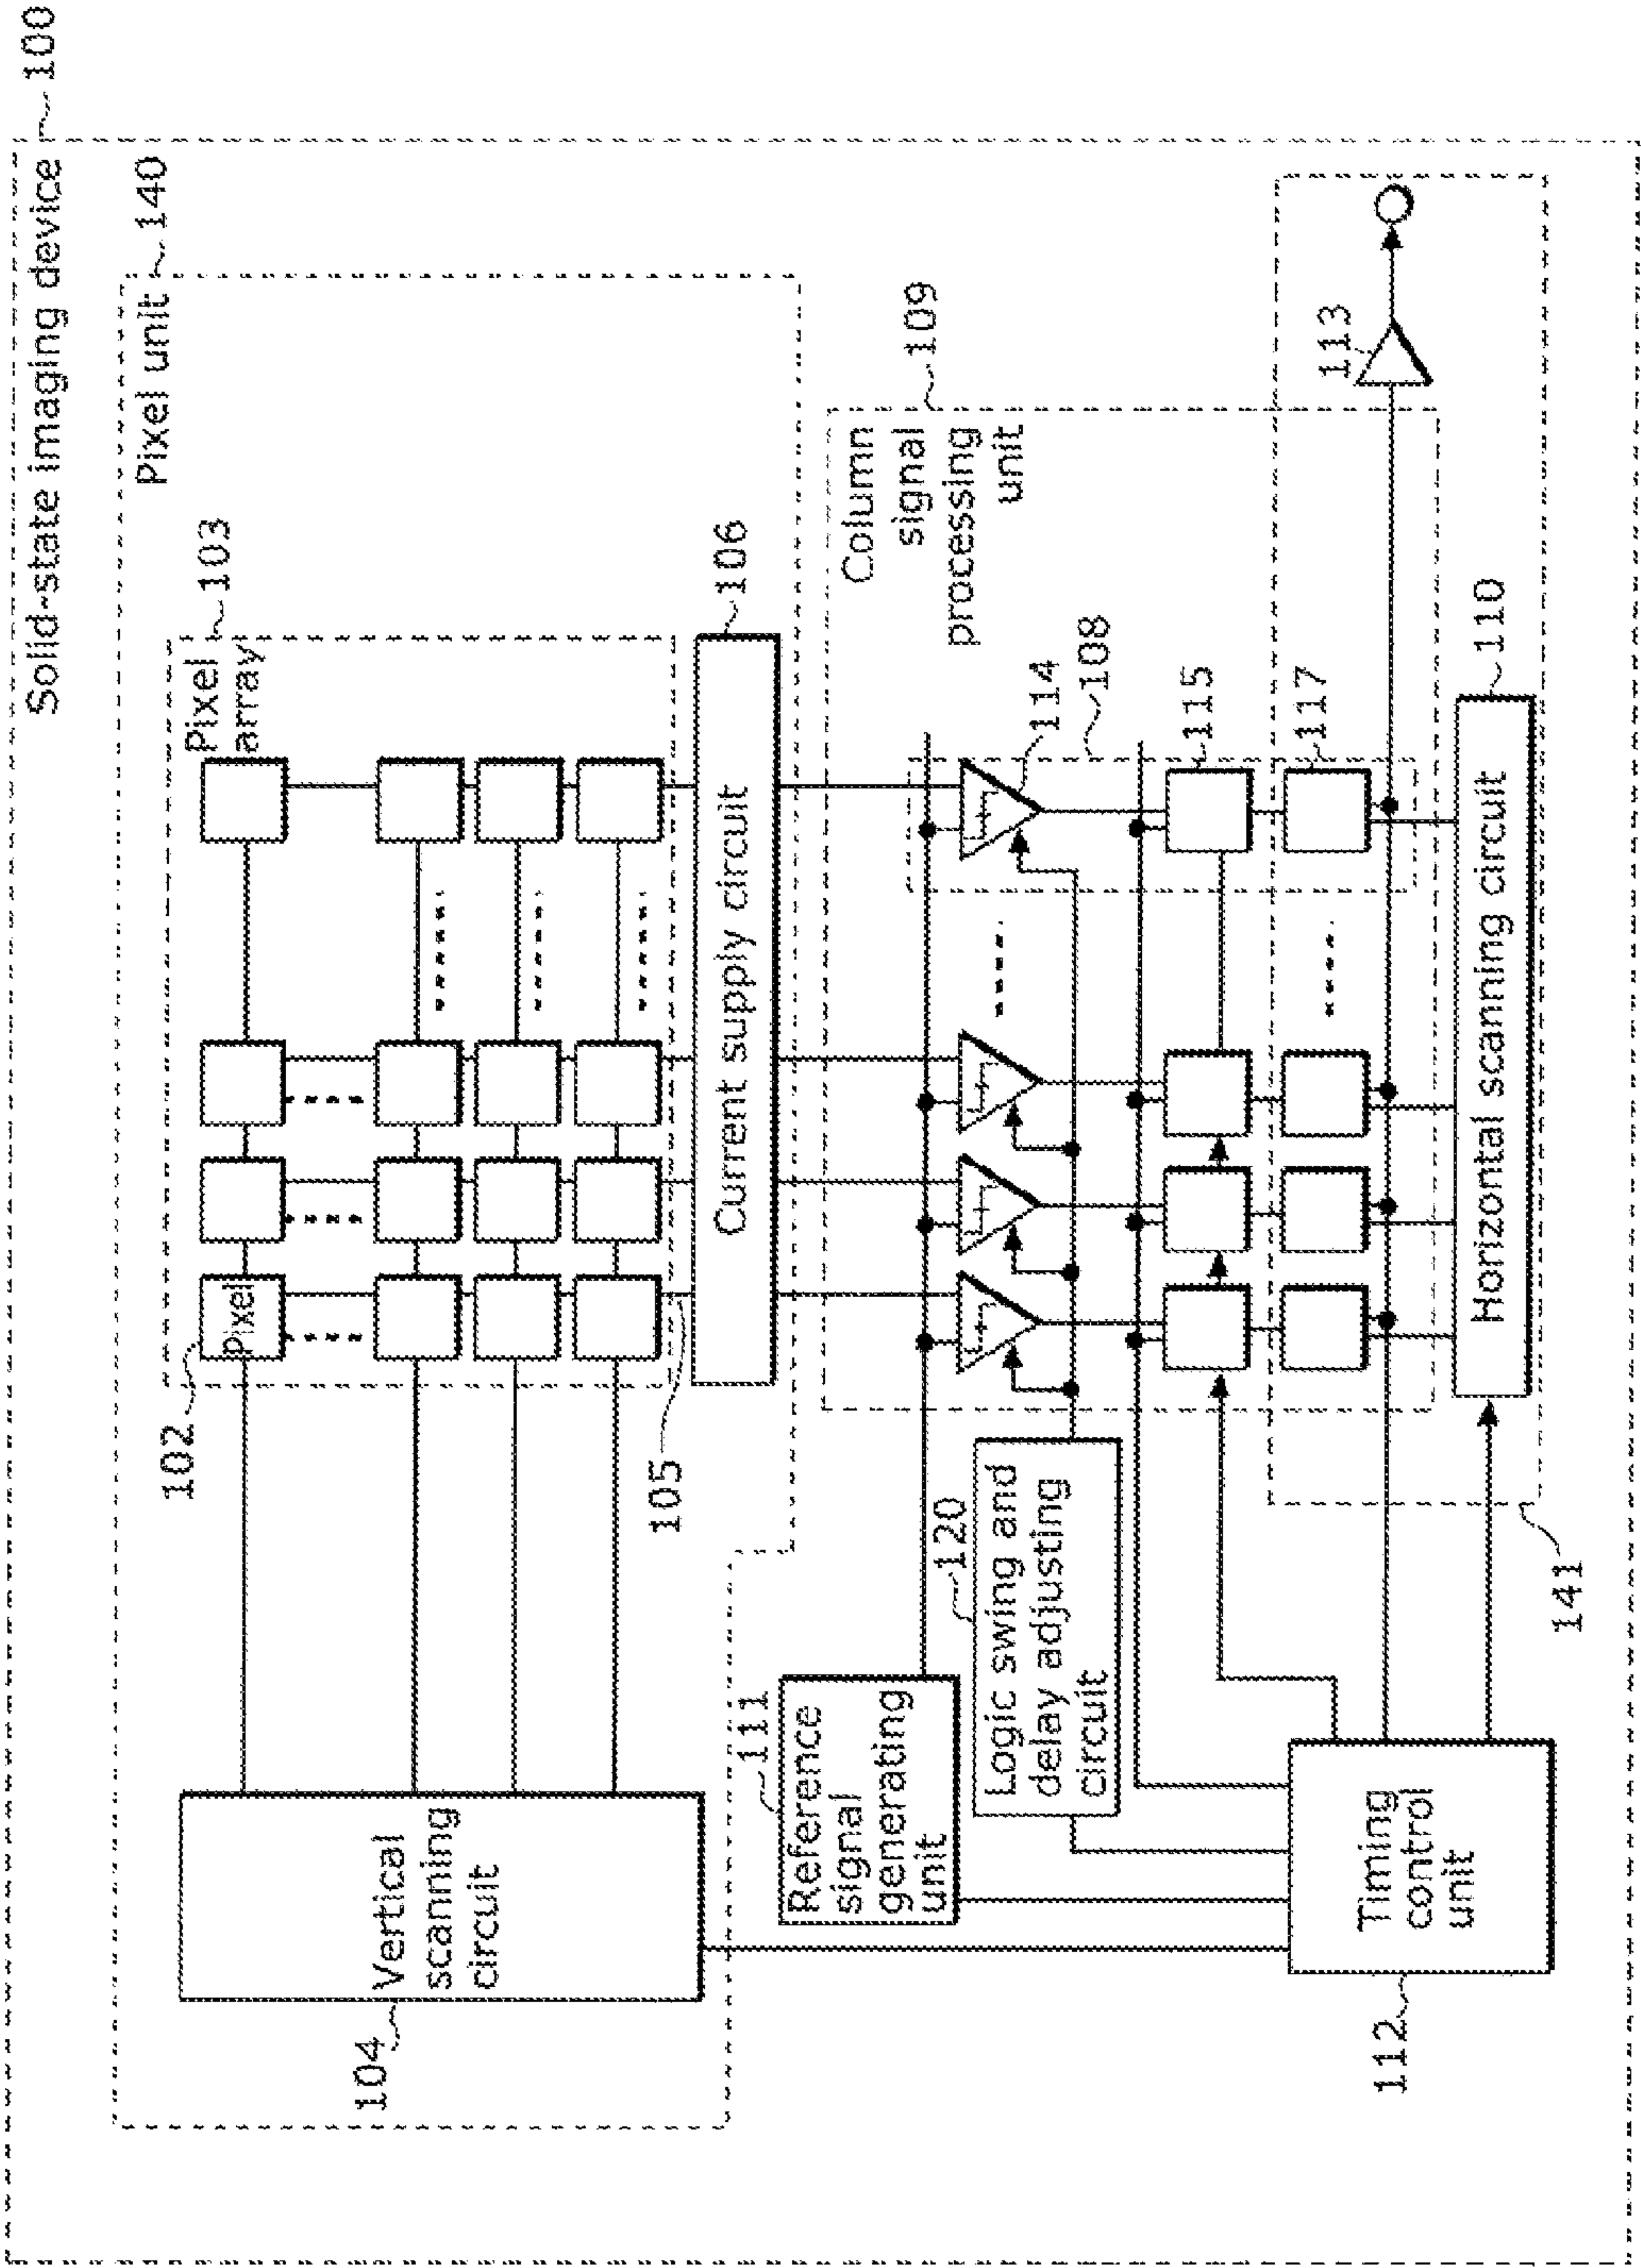 Solid-state imaging device
100
Pixel unit
140
Pixel
array
103
102
Pixel
Vertical
scanning
circuit
104
105
Current supply circuit
106
111
Reference
signal
generating
unit
Column
signal
processing
unit
109
108
114
120
Logic swing and
delay adjusting
circuit
115
117
113
Timing
control
unit
112
Horizontal scanning circuit
110
141